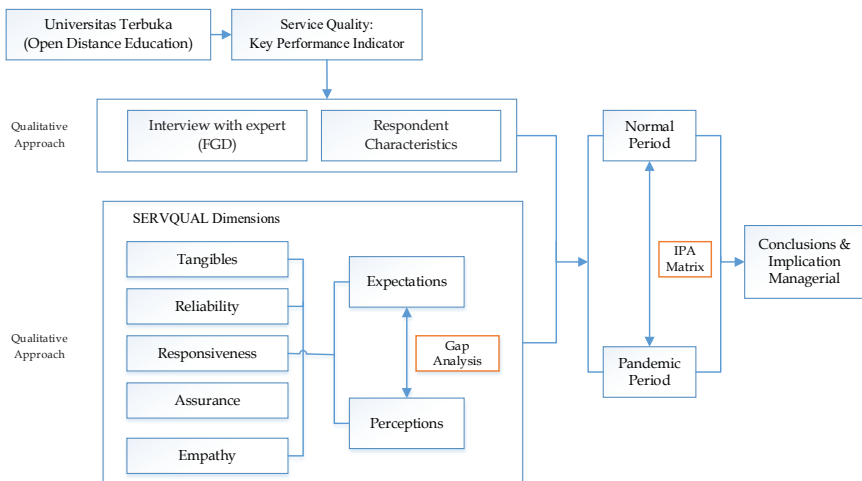 Universitas Terbuka
(Open Distance Education)
Service Quality:
Key Performance Indicator
Qualitative
Approach
Interview with expert
(FGD)
Respondent
Characteristics
Normal
Period
SERVQUAL Dimensions
Tangibles
Reliability
Responsiveness
Assurance
Empathy
Expectations
Gap
Analysis
Perceptions
Qualitative
Approach
IPA
Matrix
Pandemic
Period
Conclusions &
Implication
Managerial